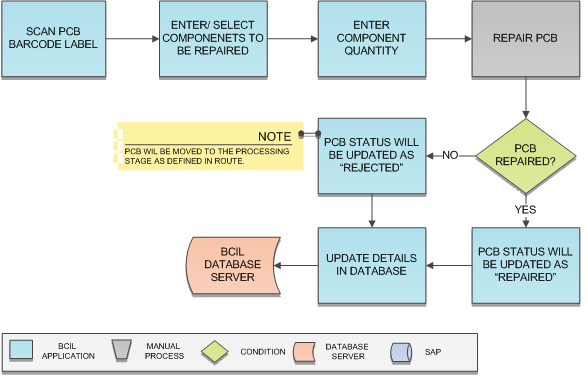 SCAN PCB
BARCODE LABEL
ENTER/ SELECT
COMPONENETS TO
BE REPAIRED
ENTER
COMPONENT
QUANTITY
REPAIR PCB
NOTE
PCB WIL BE MOVED TO THE PROCESSING
STAGE AS DEFINED IN ROUTE.
PCB STATUS WILL
BE UPDATED AS
“REJECTED”
NO
PCB
REPAIRED?
YES
BCIL
DATABASE
SERVER
UPDATE DETAILS
IN DATABASE
PCB STATUS WILL
BE UPDATED AS
“REPAIRED”
BCIL
APPLICATION
MANUAL
PROCESS
CONDITION
DATABASE
SERVER
SAP